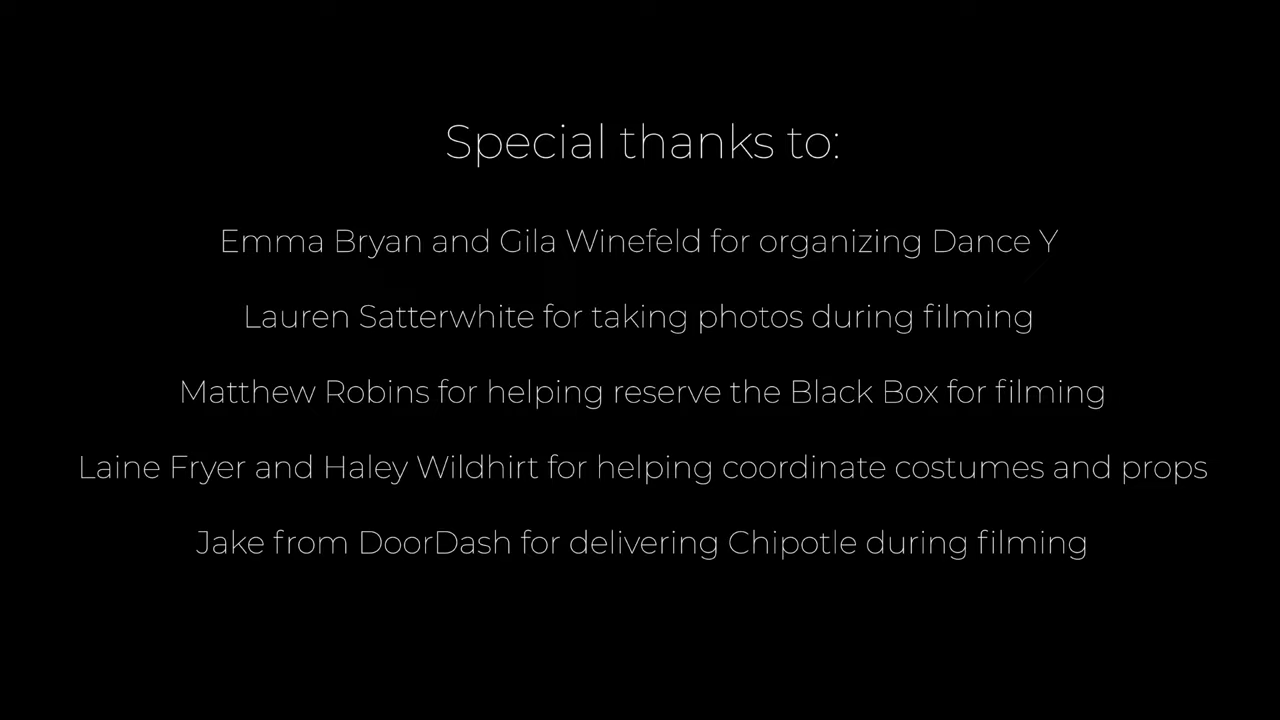 Special thanks to:
Emma Bryan and Gila Winefeld for organizing Dance Y
Lauren Satterwhite for taking photos during filming
Matthew Robins for helping reserve the Black Box for filming
Laine Fryer and Haley Wildhirt for helping coordinate costumes and props
Jake from DoorDash for delivering Chipotle during filming